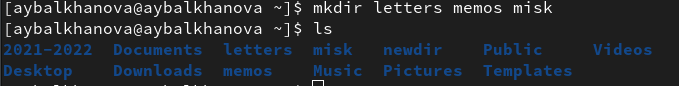 [aybalkhanova@aybalkhanova ~]$ mkdir letters memos misk
[aybalkhanova@aybalkhanova ~]$ ls
2021-2022  Documents  letters  misk   newdir    Public     Videos
Desktop    Downloads  memos    Music  Pictures  Templates